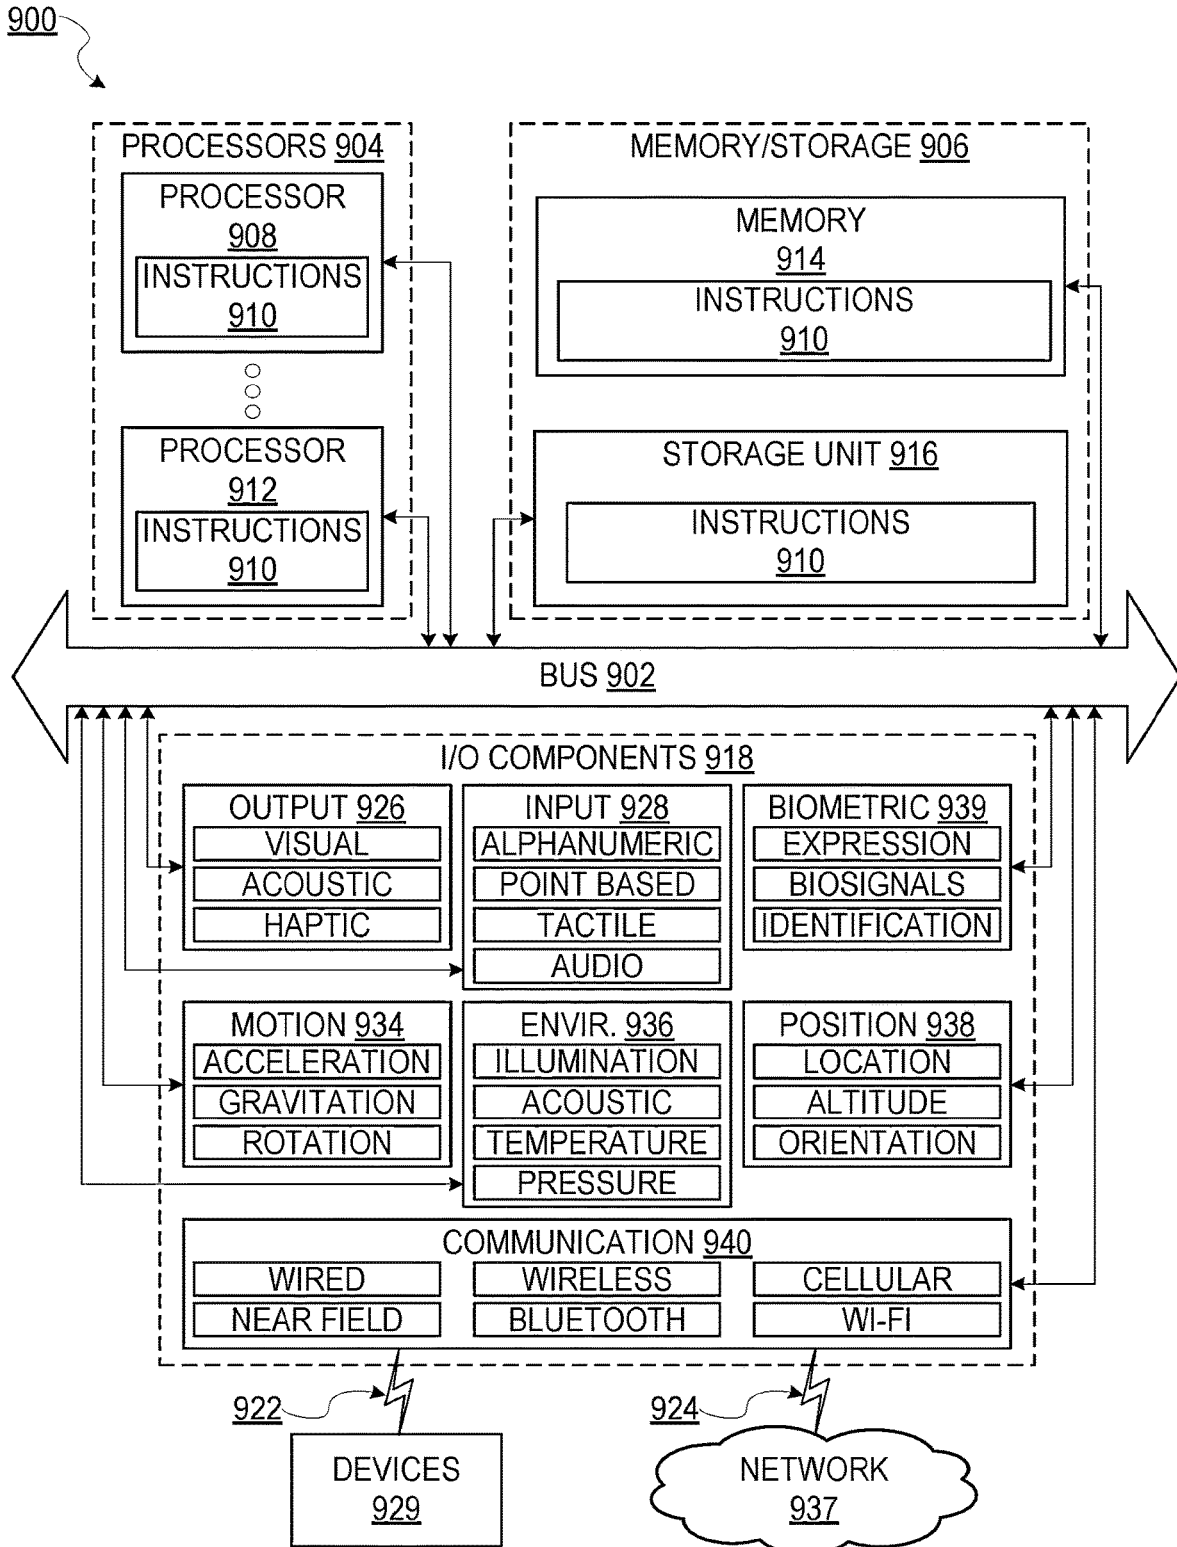 900
PROCESSORS 904
PROCESSOR
908
INSTRUCTIONS
910
PROCESSOR
912
INSTRUCTIONS
910
MEMORY/STORAGE 906
MEMORY
914
INSTRUCTIONS
910
STORAGE UNIT 916
INSTRUCTIONS
910
BUS 902
I/O COMPONENTS 918
OUTPUT 926
VISUAL
ACOUSTIC
HAPTIC
INPUT 928
ALPHANUMERIC
POINT BASED
TACTILE
AUDIO
BIOMETRIC 939
EXPRESSION
BIOSIGNALS
IDENTIFICATION
MOTION 934
ACCELERATION
GRAVITATION
ROTATION
ENVIR. 936
ILLUMINATION
ACOUSTIC
TEMPERATURE
PRESSURE
POSITION 938
LOCATION
ALTITUDE
ORIENTATION
COMMUNICATION 940
WIRED
WIRELESS
CELLULAR
NEAR FIELD
BLUETOOTH
WI-FI
922
924
DEVICES
929
NETWORK
937